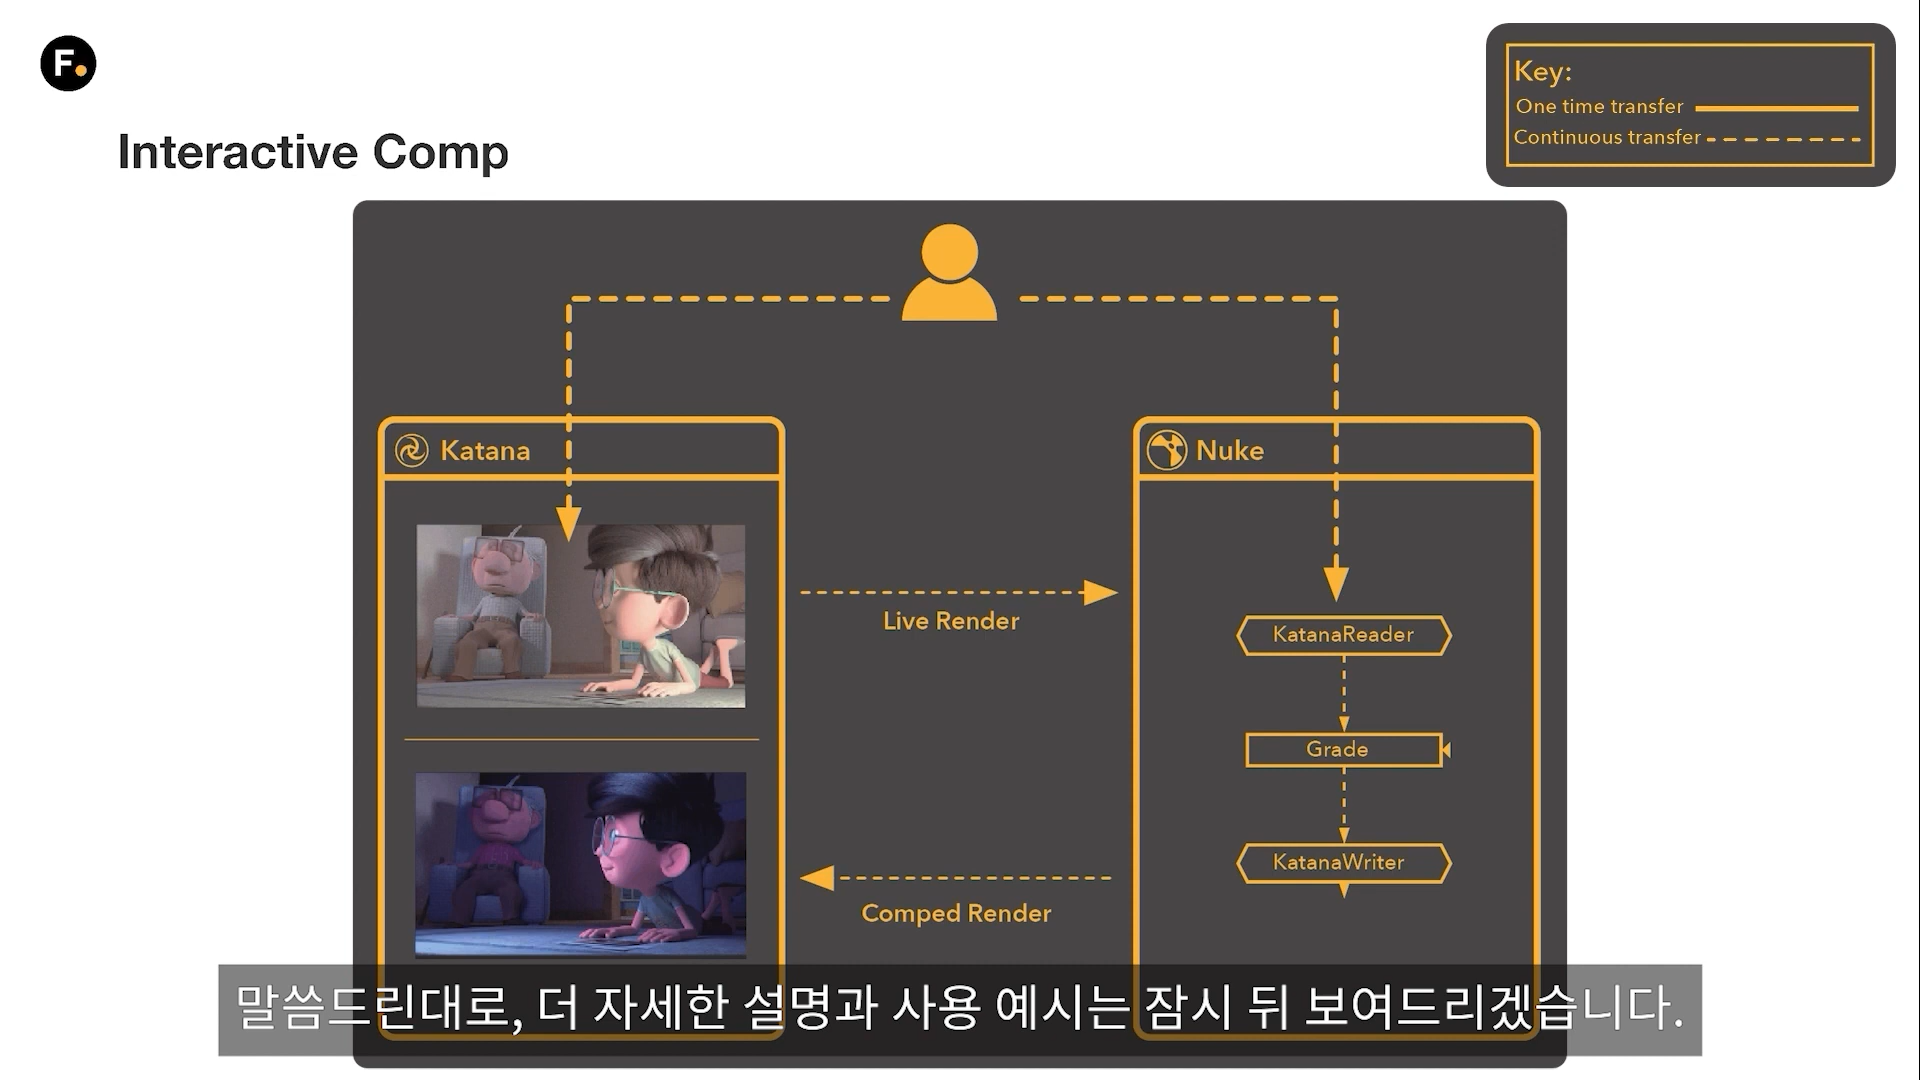 F.
Key:
One time transfer
Continuous transfer
Interactive Comp
Katana
Nuke
Live Render
KatanaReader
Grade
KatanaWriter
Comped Render
말씀드린대로, 더 자세한 설명과 사용 예시는 잠시 뒤 보여드리겠습니다.